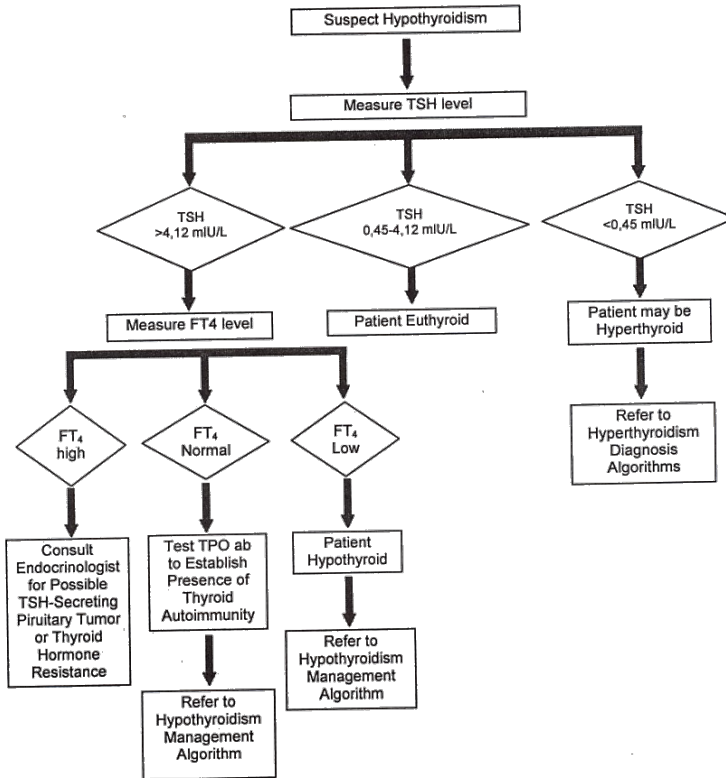 Suspect Hypothyroidism
Measure TSH level
TSH
>4,12 mIU/L
TSH
0,45-4,12 mIU/L
TSH
<0,45 mIU/L
Measure FT4 level
Patient Euthyroid
Patient may be
Hyperthyroid
FT4
high
FT4
Normal
FT4
Low
Refer to
Hyperthyroidism
Diagnosis
Algorithms
Consult
Endocrinologist
for Possible
TSH-Secreting
Piruitary Tumor
or Thyroid
Hormone
Resistance
Test TPO ab
to Establish
Presence of
Thyroid
Autoimmunity
Patient
Hypothyroid
Refer to
Hypothyroidism
Management
Algorithm
Refer to
Hypothyroidism
Management
Algorithm